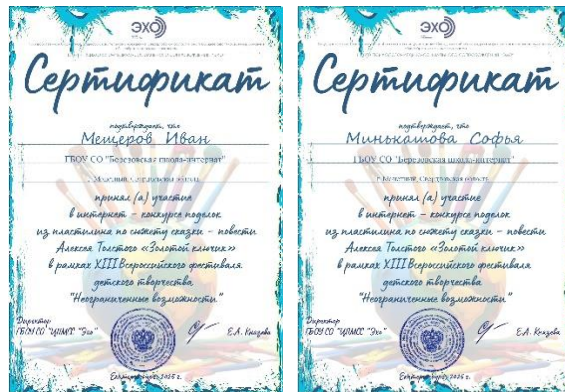 ЭХО
Сертификат
подтверждает, что
Мещеров Иван
ГБОУ СО "Березовская школа-интернат"
принял (а) участие
в интернет - конкурсе поделок
из пластилина по сюжету сказки - повести
Алексея Толстого «Золотой ключик»
в рамках XIII Всероссийского фестиваля
детского творчества
"Неограниченные возможности"
Директор
ГБОУ СО "ЦПМСС "Эхо"
Е.А. Князева
ЭХО
Сертификат
подтверждает, что
Минькашова Софья
ГБОУ СО "Березовская школа-интернат"
принял (а) участие
в интернет - конкурсе поделок
из пластилина по сюжету сказки - повести
Алексея Толстого «Золотой ключик»
в рамках XIII Всероссийского фестиваля
детского творчества
"Неограниченные возможности"
Директор
ГБОУ СО "ЦПМСС "Эхо"
Е.А. Князева